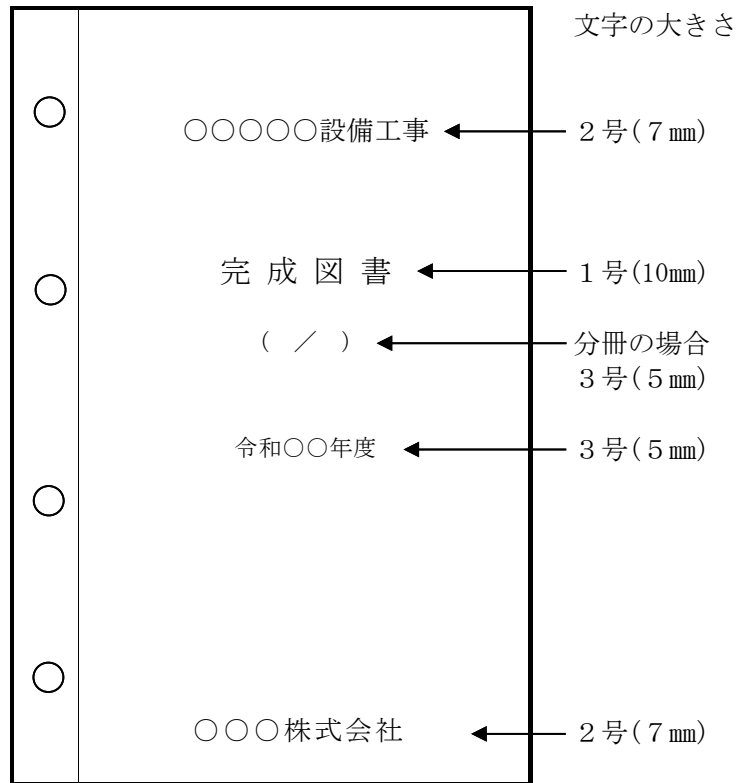 文字の大きさ
○○○○○設備工事
２号(７㎜)
完成図書
１号(10㎜)
(　／　)
分冊の場合
３号(５㎜)
令和○○年度
３号(５㎜)
○○○株式会社
２号(７㎜)